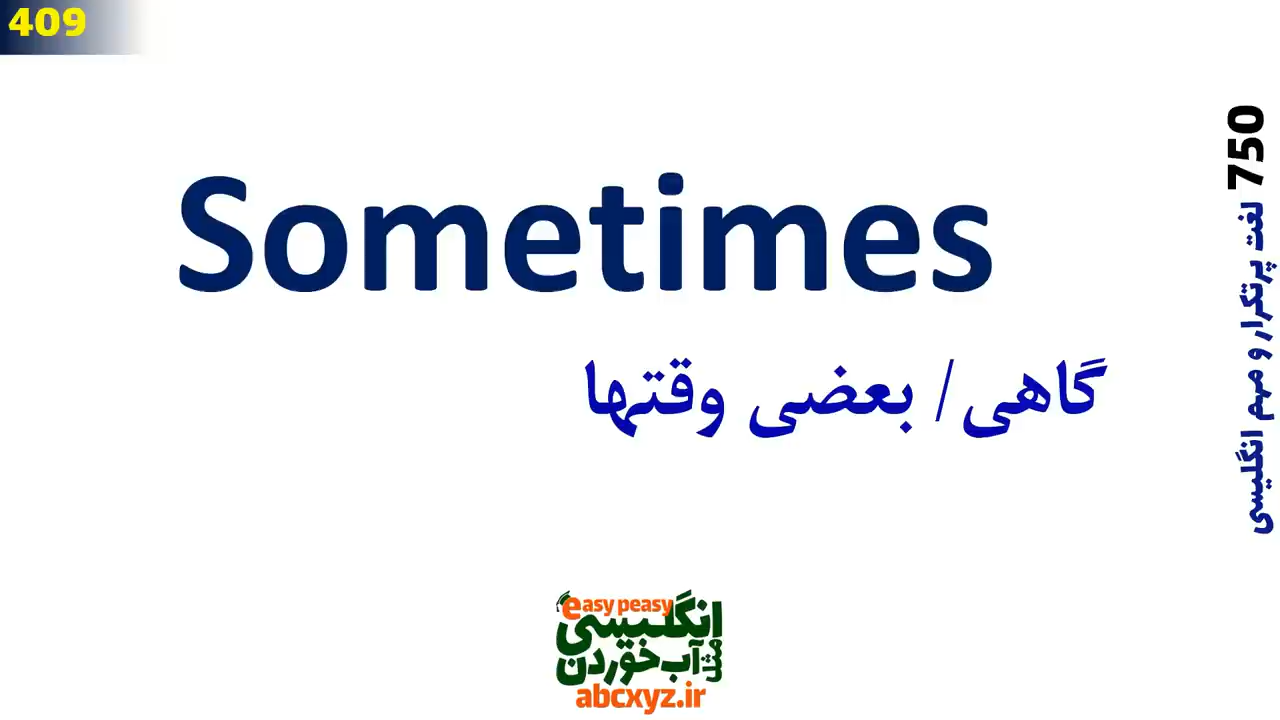 409
Sometimes
گاهی/ بعضی وقتها
750 لغت پرتکرار و مهم انگلیسی
easy peasy
انگلیسی
مثل آب خوردن
abcxyz.ir